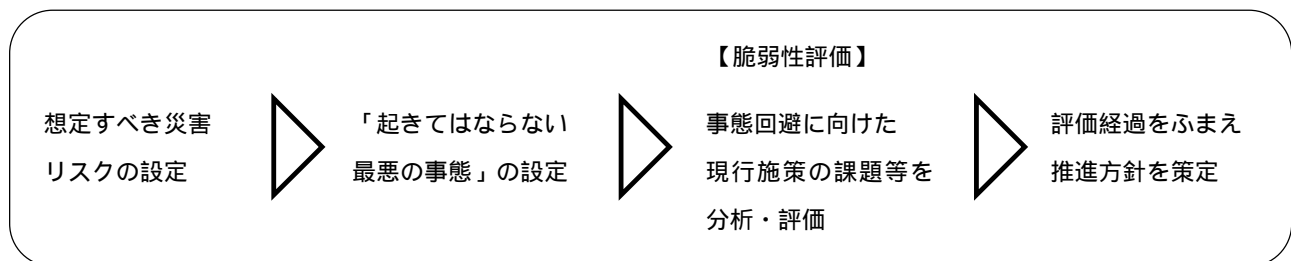 想定すべき災害
リスクの設定
「起きてはならない
最悪の事態」の設定
【脆弱性評価】
事態回避に向けた
現行施策の課題等を
分析・評価
評価経過をふまえ
推進方針を策定